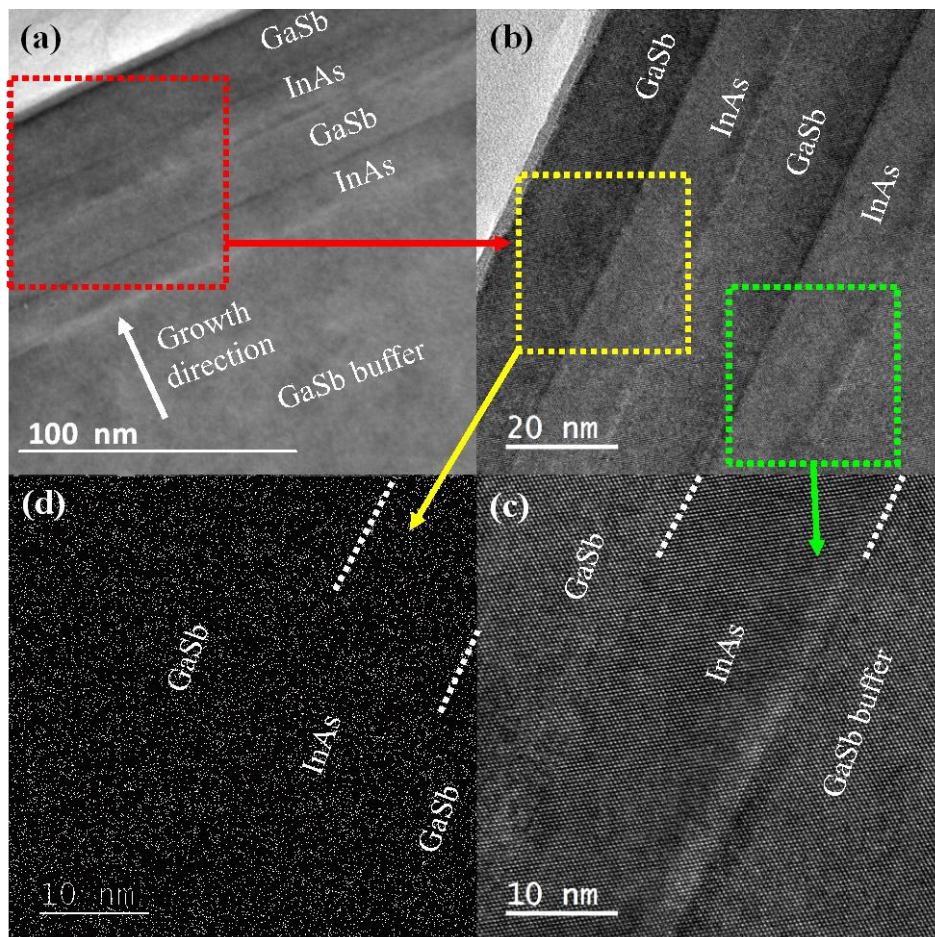 (a)
GaSb
InAs
GaSb
InAs
Growth
direction
GaSb buffer
100 nm
(b)
GaSb
InAs
GaSb
InAs
20 nm
(d)
GaSb
InAs
GaSb
10 nm
(c)
GaSb
InAs
GaSb buffer
10 nm